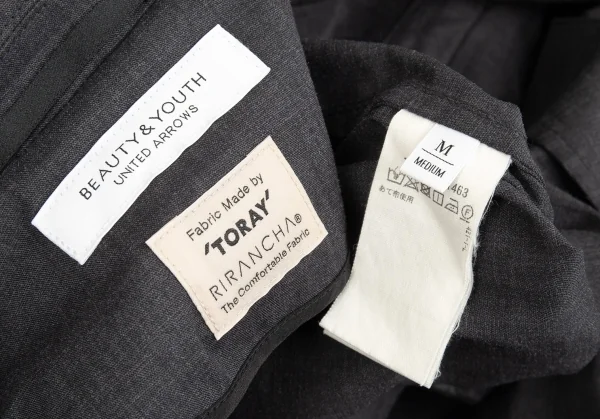 BEAUTY&YOUTH
UNITED ARROWS
Fabric Made by
'TORAY'
RIRANCHA®
The Comfortable Fabric
M
MEDIUM
463
あて布使用